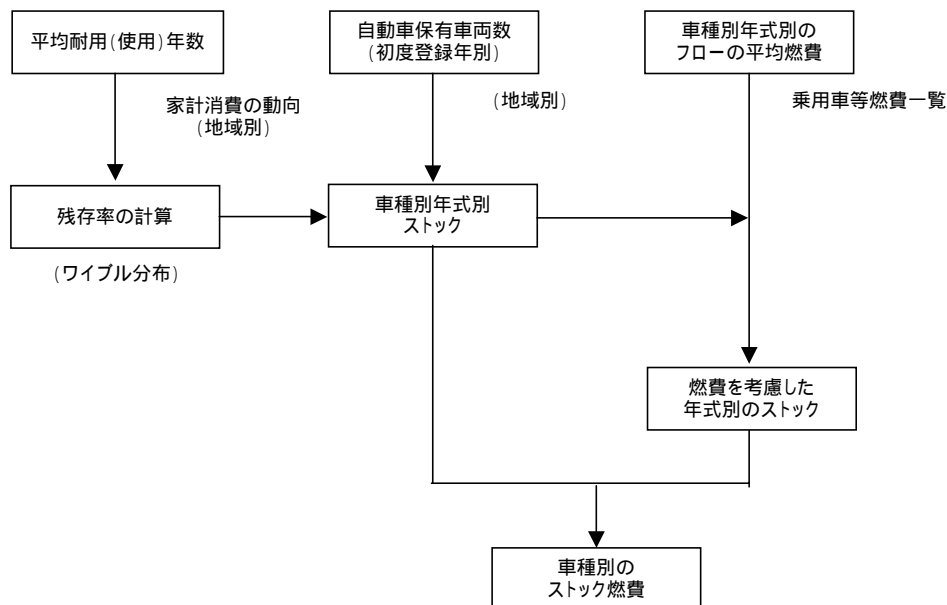 平均耐用(使用)年数
自動車保有車両数
(初度登録年別)
車種別年式別の
フローの平均燃費
家計消費の動向
(地域別)
(地域別)
乗用車等燃費一覧
残存率の計算
車種別年式別
ストック
(ワイブル分布)
燃費を考慮した
年式別のストック
車種別の
ストック燃費